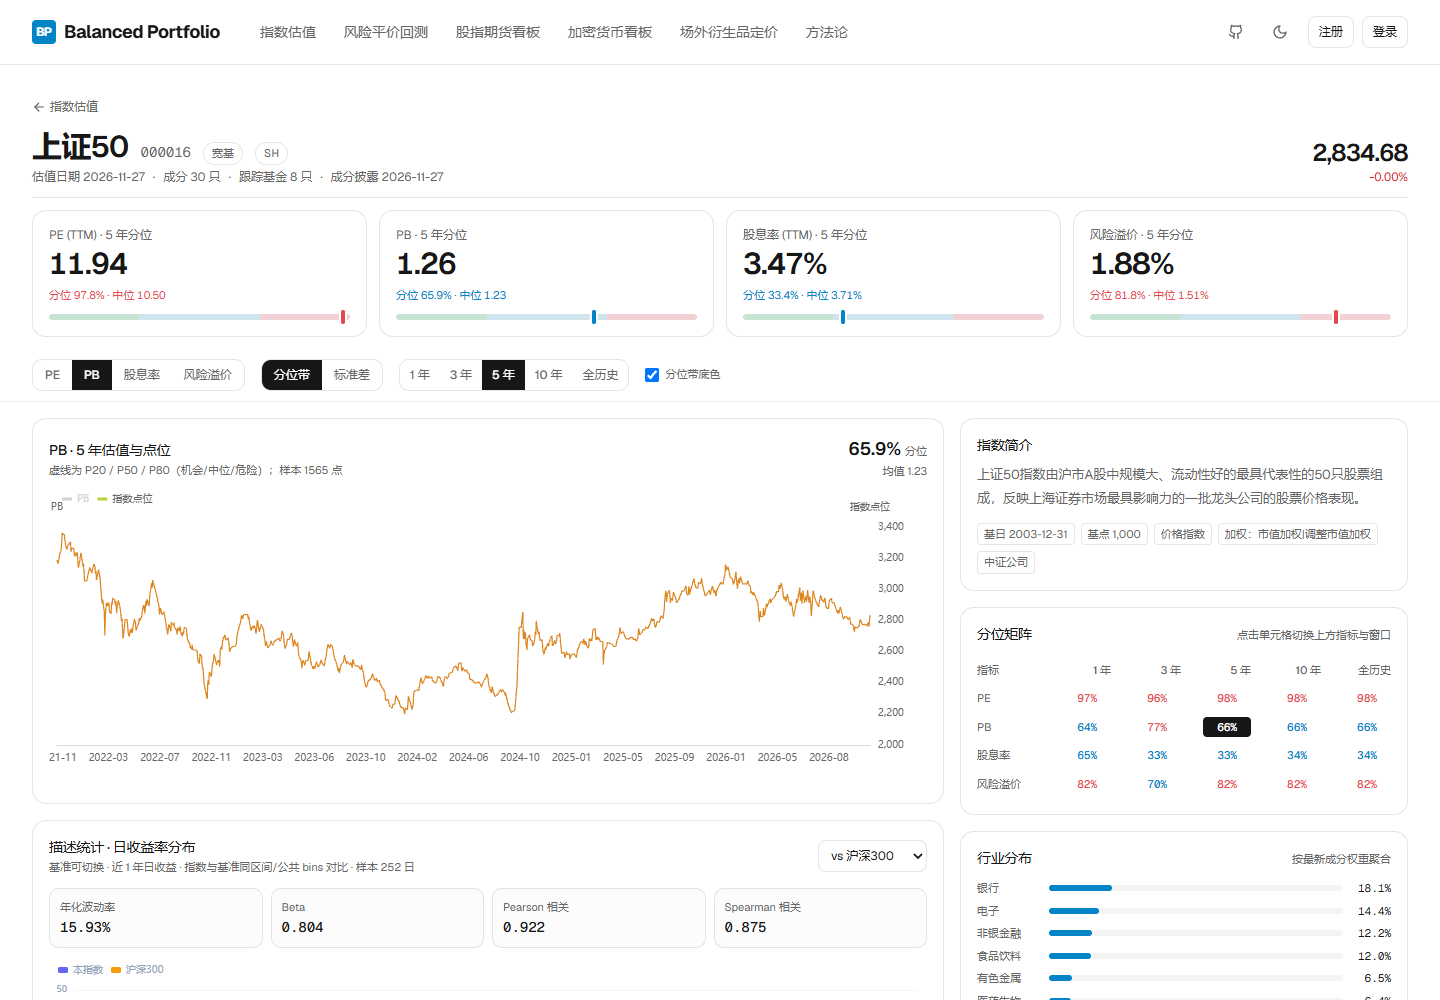 BP Balanced Portfolio 指数估值 风险平价回测 股指期货看板 加密货币看板 场外衍生品定价 方法论 注册 登录
← 指数估值
上证50 000016 宽基 SH
2,834.68
估值日期 2026-11-27 · 成分 30 只 · 跟踪基金 8 只 · 成分披露 2026-11-27
-0.00%
PE (TTM) · 5 年分位
11.94
分位 97.8% · 中位 10.50
PB · 5 年分位
1.26
分位 65.9% · 中位 1.23
股息率 (TTM) · 5 年分位
3.47%
分位 33.4% · 中位 3.71%
风险溢价 · 5 年分位
1.88%
分位 81.8% · 中位 1.51%
PE PB 股息率 风险溢价 分位带 标准差 1 年 3 年 5 年 10 年 全历史 分位带底色
PB · 5 年估值与点位
65.9% 分位
虚线为 P20 / P50 / P80（机会/中位/危险）；样本 1565 点
均值 1.23
PB 指数点位
PB
指数点位
3,400
3,200
3,000
2,800
2,600
2,400
2,200
2,000
21-11 2022-03 2022-07 2022-11 2023-03 2023-06 2023-10 2024-02 2024-06 2024-10 2025-01 2025-05 2025-09 2026-01 2026-05 2026-08
描述统计 · 日收益率分布
基准可切换 · 近 1 年日收益 · 指数与基准同区间/公共 bins 对比 · 样本 252 日
vs 沪深300
年化波动率
15.93%
Beta
0.804
Pearson 相关
0.922
Spearman 相关
0.875
本指数 沪深300
50
指数简介
上证50指数由沪市A股中规模大、流动性好的最具代表性的50只股票组
成，反映上海证券市场最具影响力的一批龙头公司的股票价格表现。
基日 2003-12-31 基点 1,000 价格指数 加权：市值加权|调整市值加权
中证公司
分位矩阵 点击单元格切换上方指标与窗口
指标 1 年 3 年 5 年 10 年 全历史
PE 97% 96% 98% 98% 98%
PB 64% 77% 66% 66% 66%
股息率 65% 33% 33% 34% 34%
风险溢价 82% 70% 82% 82% 82%
行业分布 按最新成分权重聚合
银行 18.1%
电子 14.4%
非银金融 12.2%
食品饮料 12.0%
有色金属 6.5%